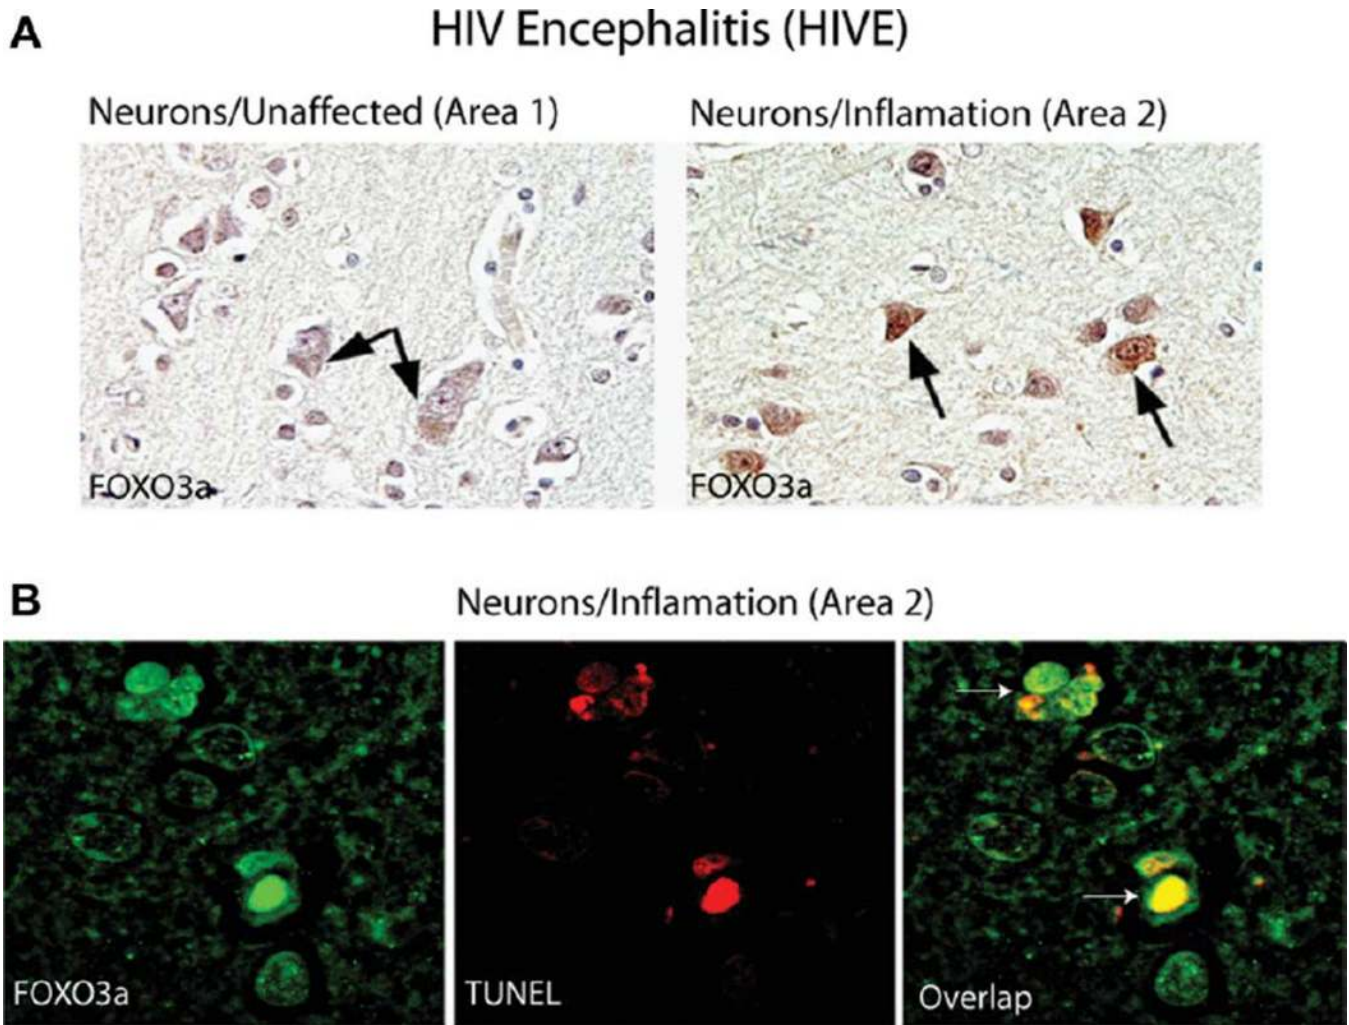 A
HIV Encephalitis (HIVE)
Neurons/Unaffected (Area 1)
Neurons/Inflamation (Area 2)
FOXO3a
FOXO3a
B
Neurons/Inflamation (Area 2)
FOXO3a
TUNEL
Overlap